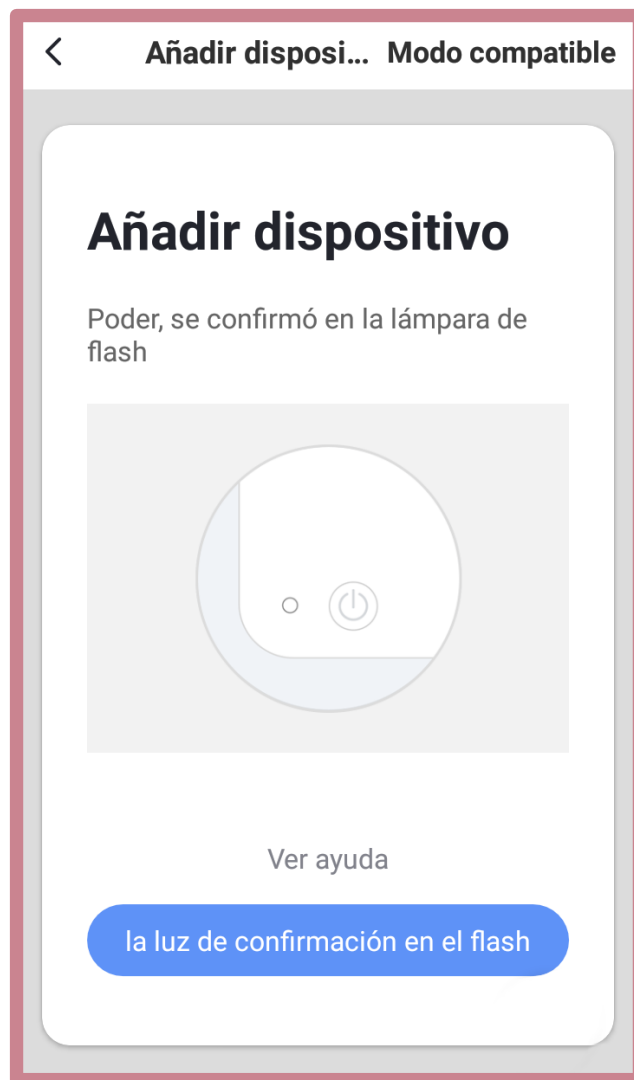 Añadir disposi... Modo compatible
Añadir dispositivo
Poder, se confirmó en la lámpara de
flash
Ver ayuda
la luz de confirmación en el flash